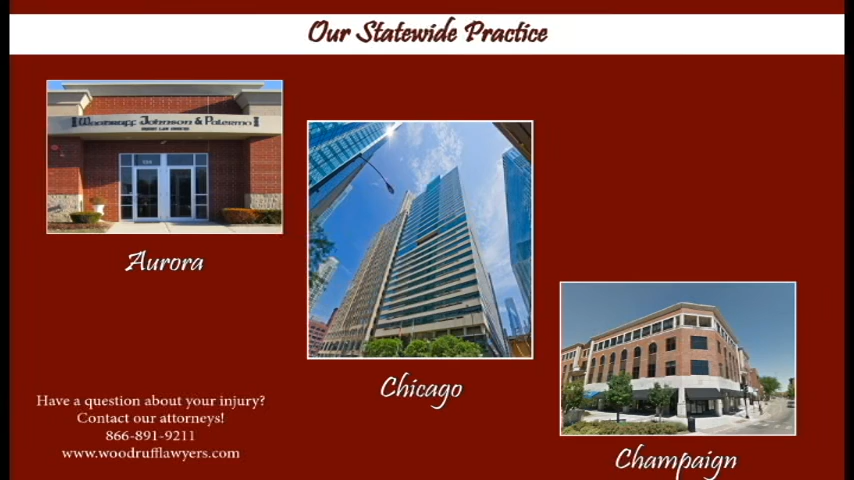 Our Statewide Practice
Woodruff Johnson & Palermo
Aurora
Chicago
Champaign
Have a question about your injury?
Contact our attorneys!
866-891-9211
www.woodrufflawyers.com